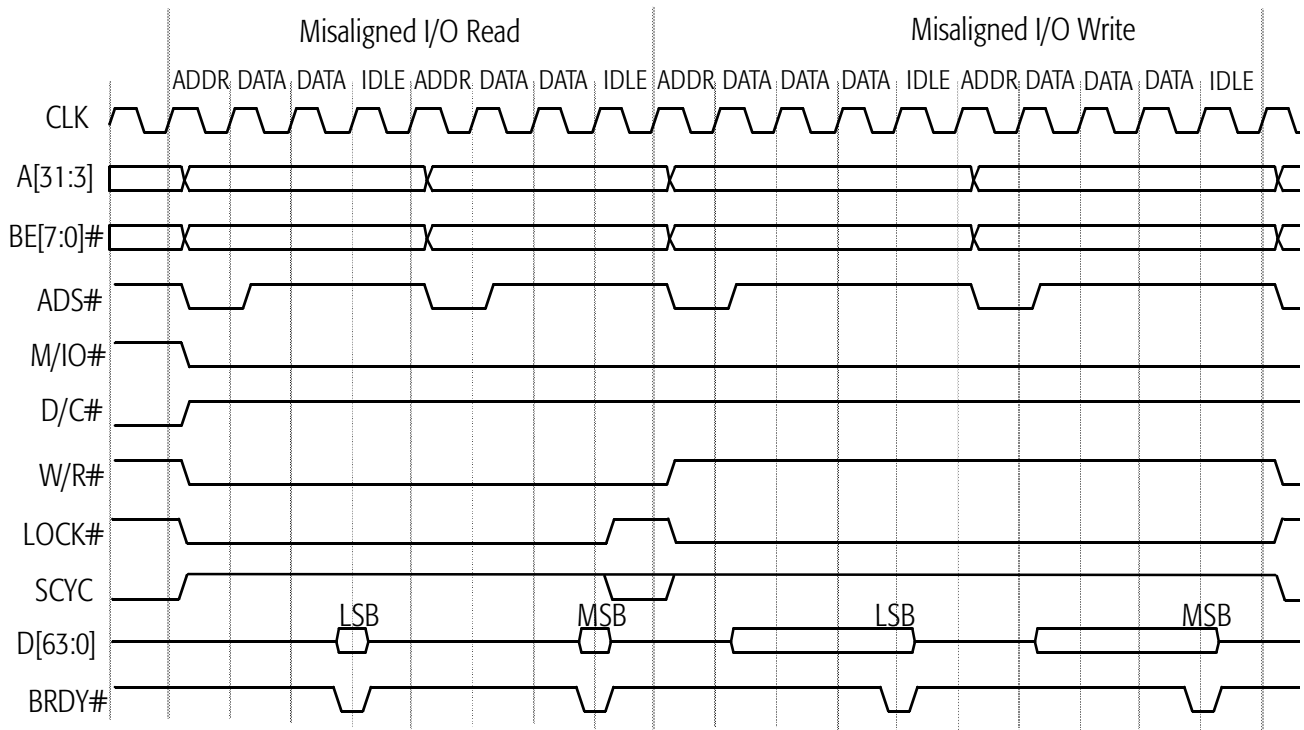 Misaligned I/O Read Misaligned I/O Write
ADDR DATA DATA IDLE ADDR DATA DATA IDLE ADDR DATA DATA DATA IDLE ADDR DATA DATA DATA IDLE
CLK
A[31:3]
BE[7:0]#
ADS#
M/IO#
D/C#
W/R#
LOCK#
SCYC
LSB MSB LSB MSB
D[63:0]
BRDY#